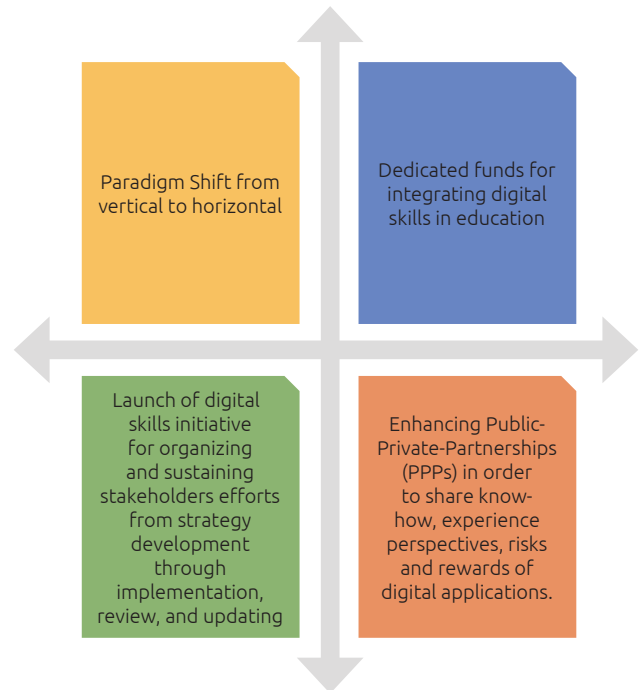 Paradigm Shift from
vertical to horizontal
Dedicated funds for
integrating digital
skills in education
Launch of digital
skills initiative
for organizing
and sustaining
stakeholders efforts
from strategy
development
through
implementation,
review, and updating
Enhancing Public-
Private-Partnerships
(PPPs) in order
to share know-
how, experience
perspectives, risks
and rewards of
digital applications.